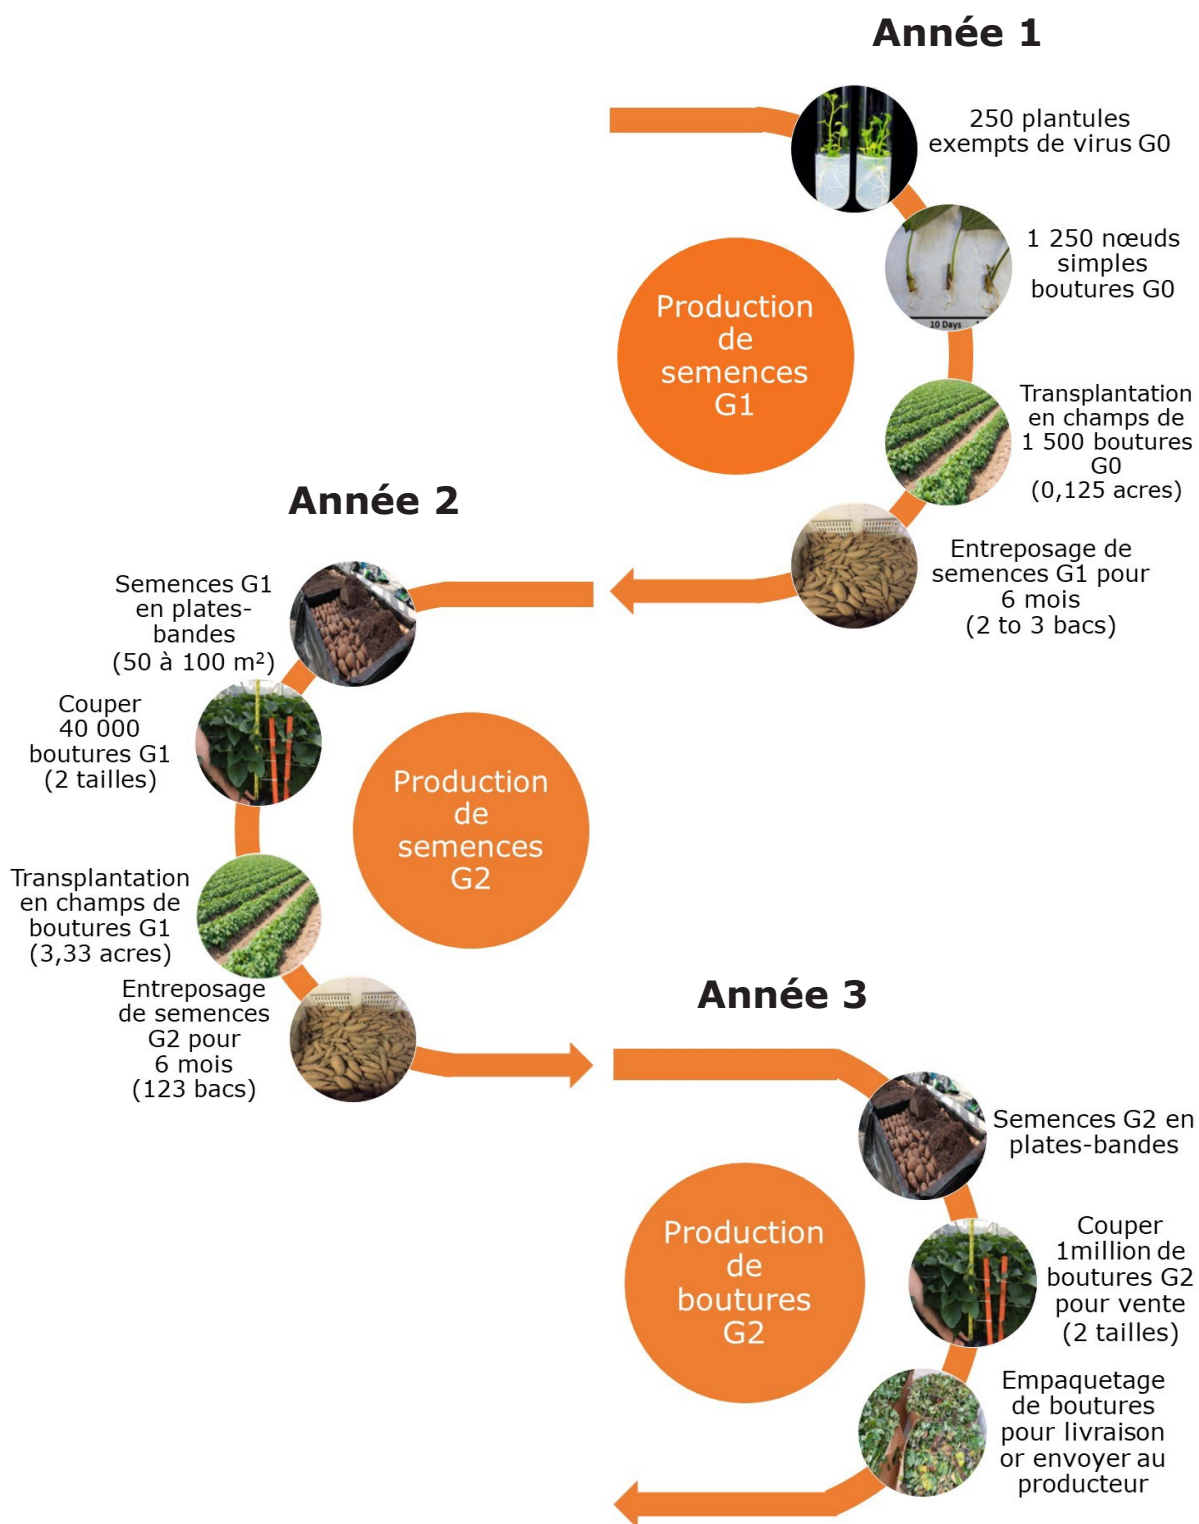 Année 1
250 plantules
exempts de virus G0
10 Days
1 250 nœuds
simples
boutures G0
Production
de
semences
G1
Transplantation
en champs de
1 500 boutures
G0
(0,125 acres)
Entreposage de
semences G1 pour
6 mois
(2 to 3 bacs)
Année 2
Semences G1
en plates-
bandes
(50 à 100 m²)
Couper
40 000
boutures G1
(2 tailles)
Production
de
semences
G2
Transplantation
en champs de
boutures G1
(3,33 acres)
Entreposage
de semences
G2 pour
6 mois
(123 bacs)
Année 3
Semences G2 en
plates-bandes
Production
de
boutures
G2
Couper
1million de
boutures G2
pour vente
(2 tailles)
Empaquetage
de boutures
pour livraison
or envoyer au
producteur